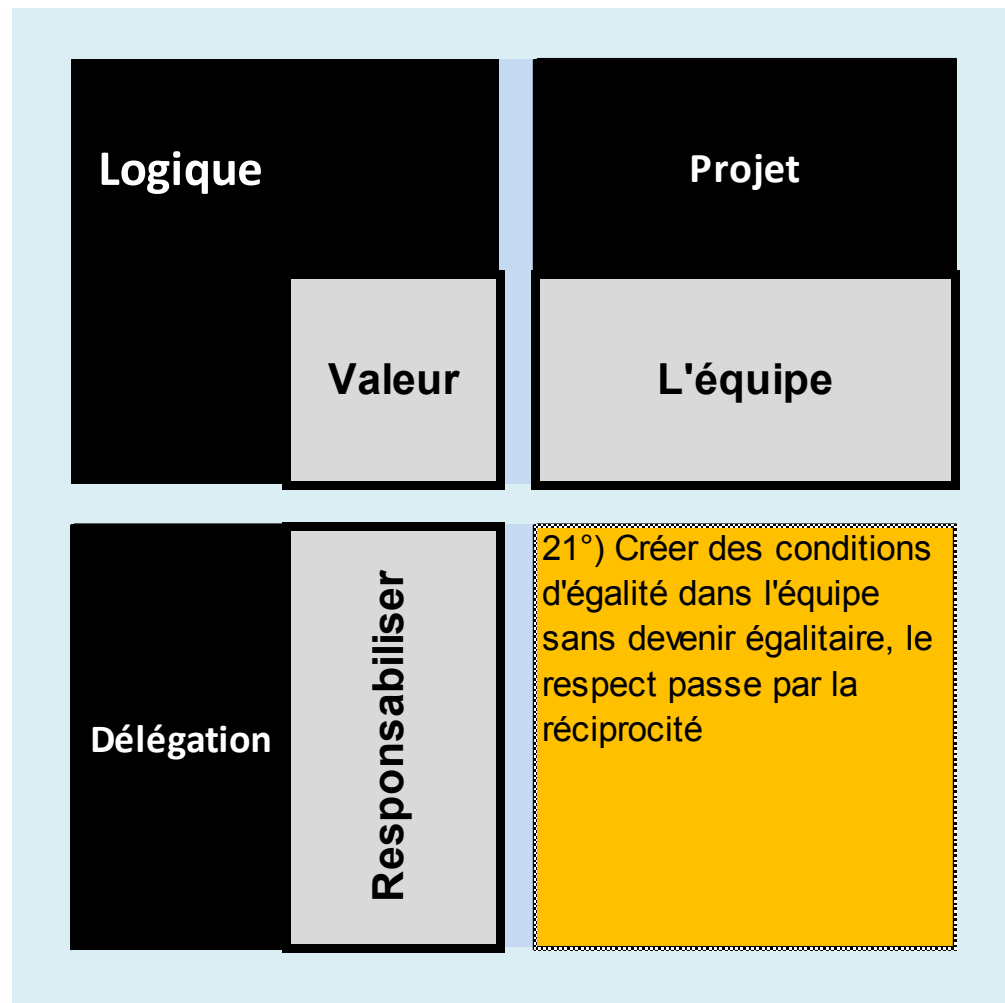 Logique
Projet
Valeur
L'équipe
Délégation
Responsabiliser
21°) Créer des conditions
d'égalité dans l'équipe
sans devenir égalitaire, le
respect passe par la
réciprocité